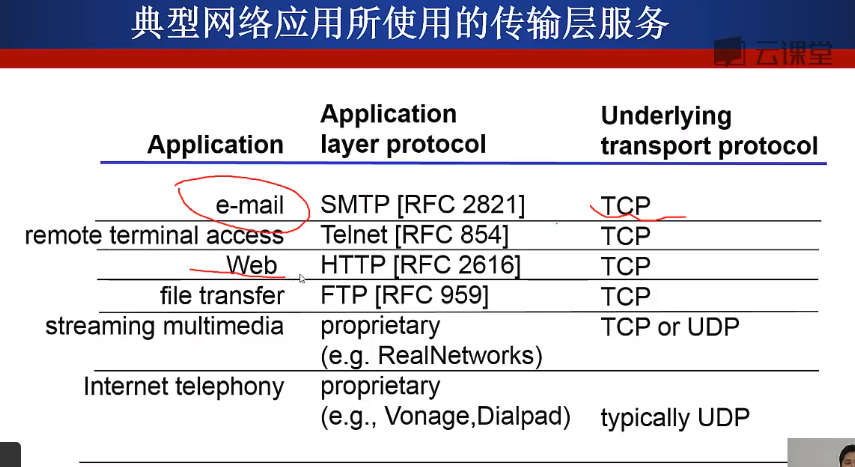 典型网络应用所使用的传输层服务
云课堂
Application
Application layer protocol
Underlying transport protocol
e-mail SMTP [RFC 2821] TCP
remote terminal access Telnet [RFC 854] TCP
Web HTTP [RFC 2616] TCP
file transfer FTP [RFC 959] TCP
streaming multimedia proprietary TCP or UDP
(e.g. RealNetworks)
Internet telephony proprietary
(e.g., Vonage,Dialpad) typically UDP